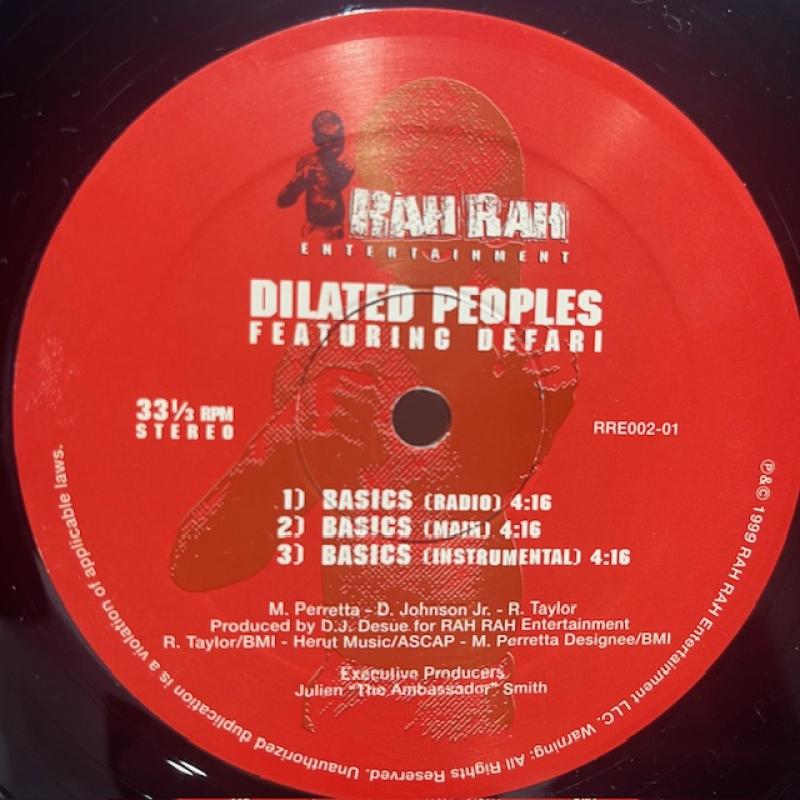 RAH RAH
ENTERTAINMENT
DILATED PEOPLES
FEATURING DEFARI
33⅓ RPM
STEREO
RRE002-01
1) BASICS (RADIO) 4:16
2) BASICS (MAIN) 4:16
3) BASICS (INSTRUMENTAL) 4:16
M. Perretta - D. Johnson Jr. - R. Taylor
Produced by D.J. Desue for RAH RAH Entertainment
R. Taylor/BMI - Herut Music/ASCAP - M. Perretta Designee/BMI
Executive Producers
Julien "The Ambassador" Smith
℗&© 1999 RAH RAH Entertainment LLC. Warning: All Rights Reserved. Unauthorized duplication is a violation of applicable laws.